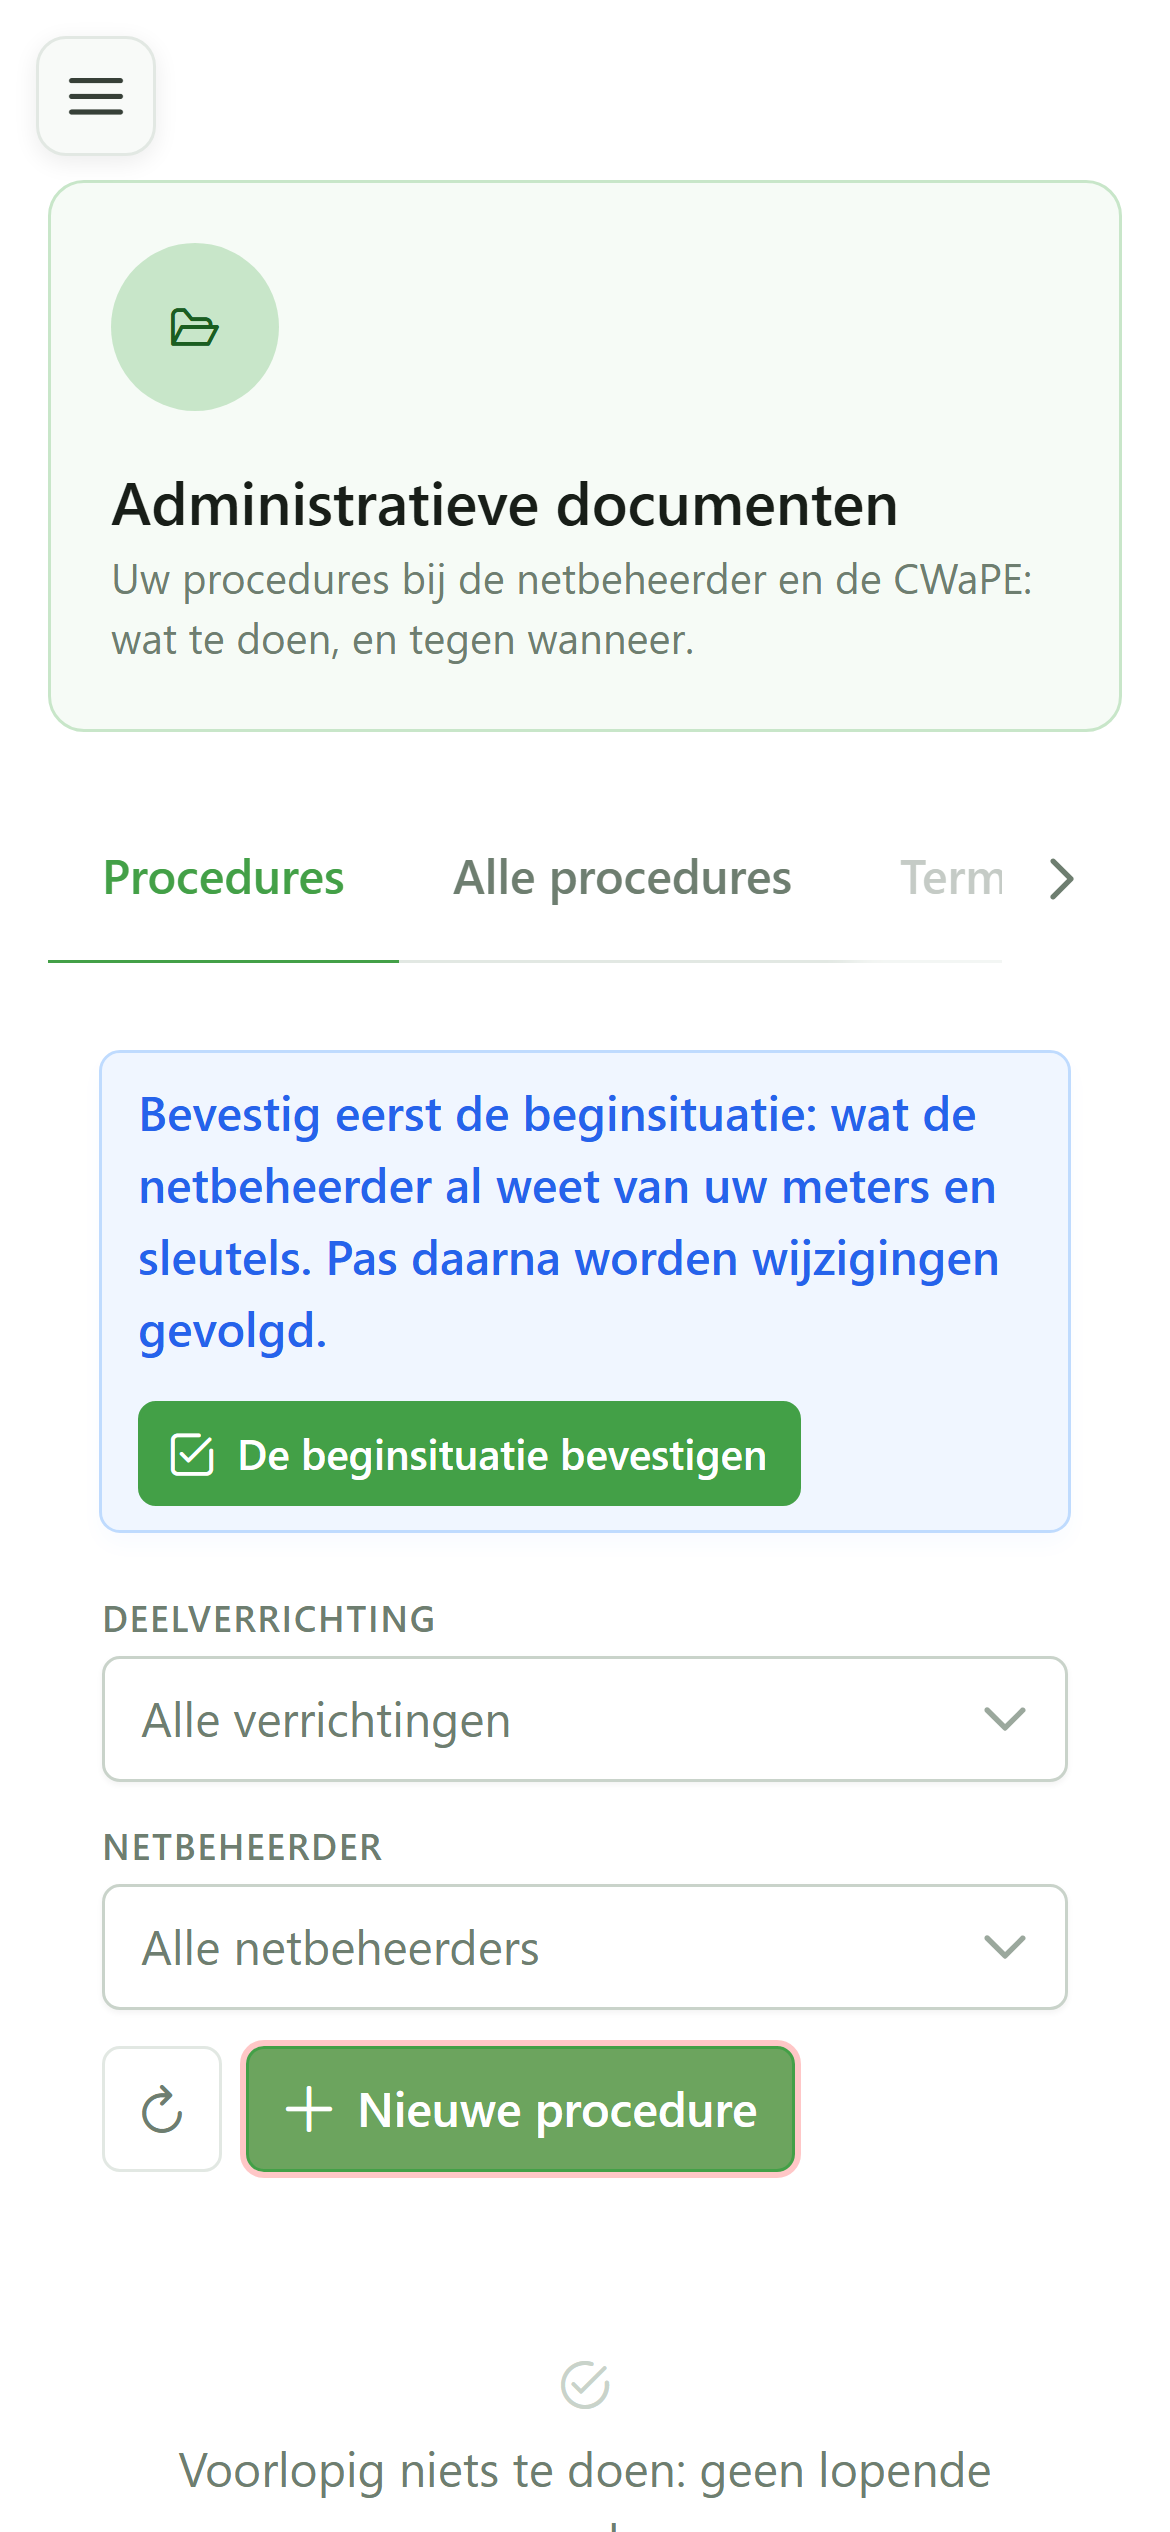 Administratieve documenten
Uw procedures bij de netbeheerder en de CWaPE:
wat te doen, en tegen wanneer.
Procedures
Alle procedures
Term
Bevestig eerst de beginsituatie: wat de
netbeheerder al weet van uw meters en
sleutels. Pas daarna worden wijzigingen
gevolgd.
De beginsituatie bevestigen
DEELVERRICHTING
Alle verrichtingen
NETBEHEERDER
Alle netbeheerders
Nieuwe procedure
Voorlopig niets te doen: geen lopende